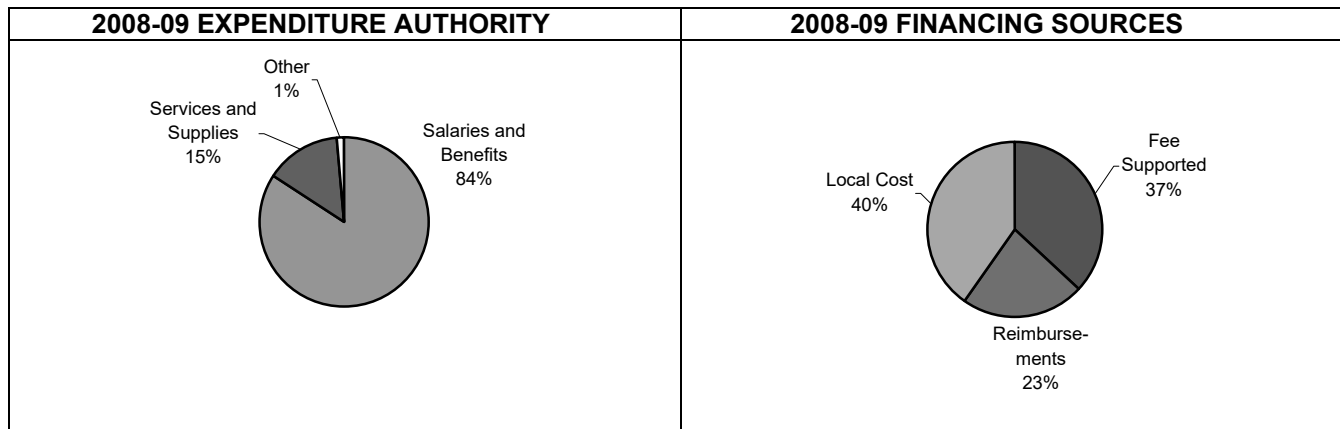 2008-09 EXPENDITURE AUTHORITY
Other
1%
Services and
Supplies
15%
Salaries and
Benefits
84%
2008-09 FINANCING SOURCES
Fee
Supported
37%
Local Cost
40%
Reimburse-
ments
23%